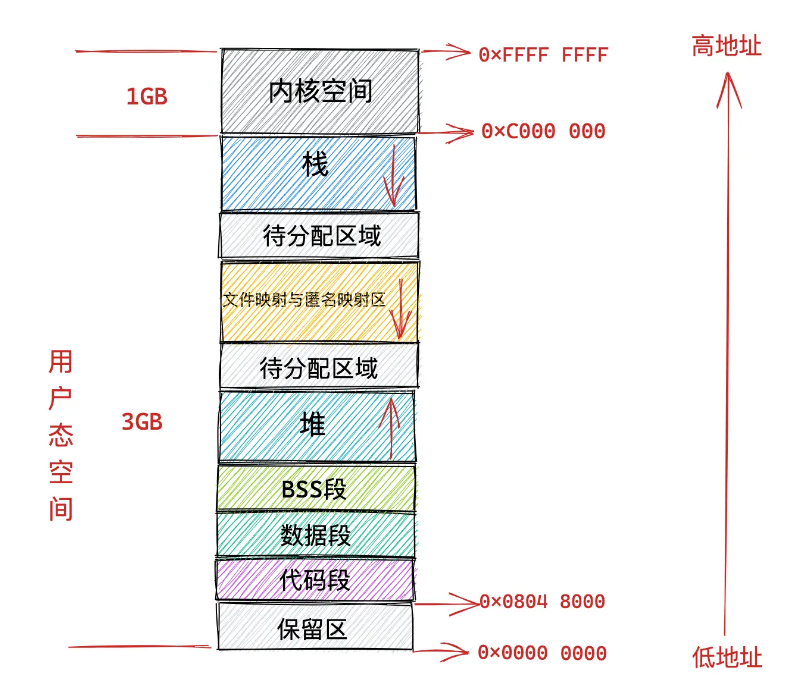 高地址
0×FFFF FFFF
内核空间
1GB
0×C000 000
栈
待分配区域
文件映射与匿名映射区
待分配区域
用户态空间
3GB
堆
BSS段
数据段
代码段
0×0804 8000
保留区
0×0000 0000
低地址